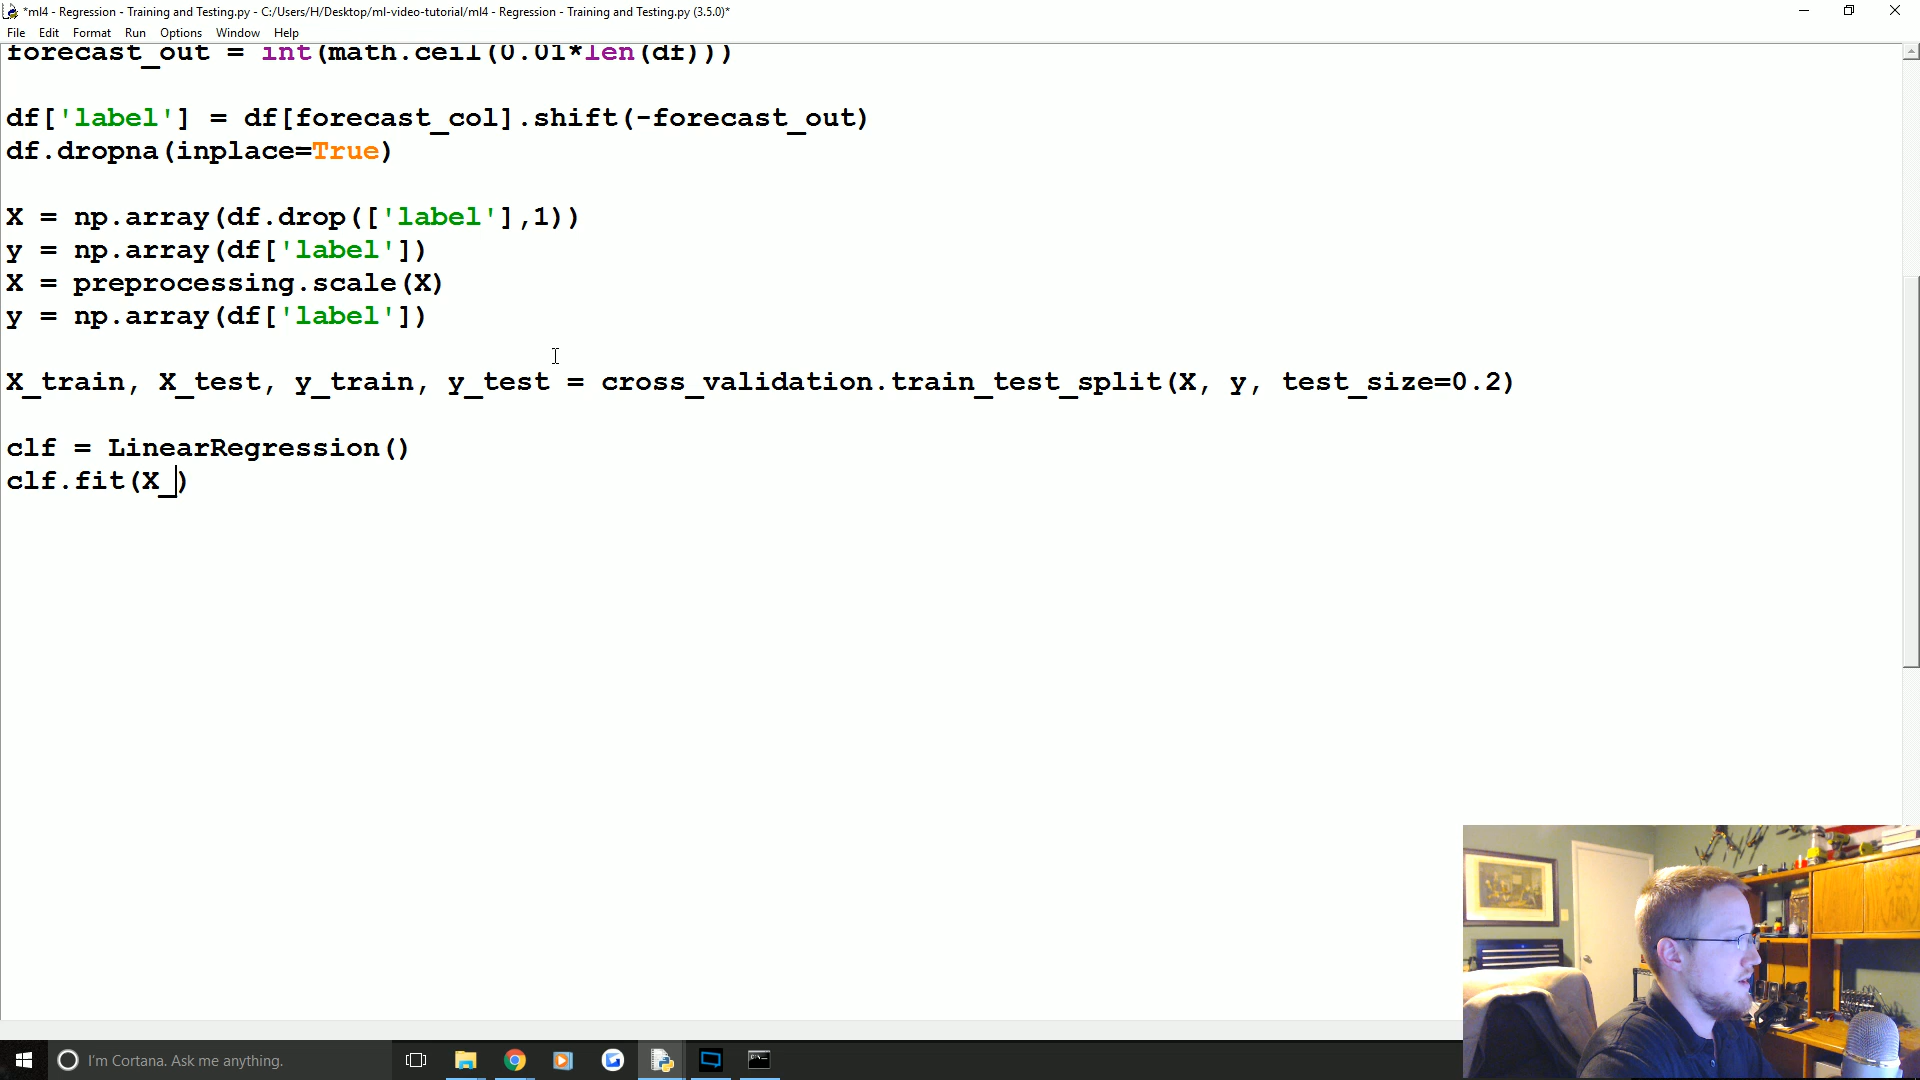 *ml4 - Regression - Training and Testing.py - C:/Users/H/Desktop/ml-video-tutorial/ml4 - Regression - Training and Testing.py (3.5.0)*
File Edit Format Run Options Window Help
forecast_out = int(math.ceil(0.01*len(df)))
df['label'] = df[forecast_col].shift(-forecast_out)
df.dropna(inplace=True)
X = np.array(df.drop(['label'],1))
y = np.array(df['label'])
X = preprocessing.scale(X)
y = np.array(df['label'])
X_train, X_test, y_train, y_test = cross_validation.train_test_split(X, y, test_size=0.2)
clf = LinearRegression()
clf.fit(X_)
I'm Cortana. Ask me anything.